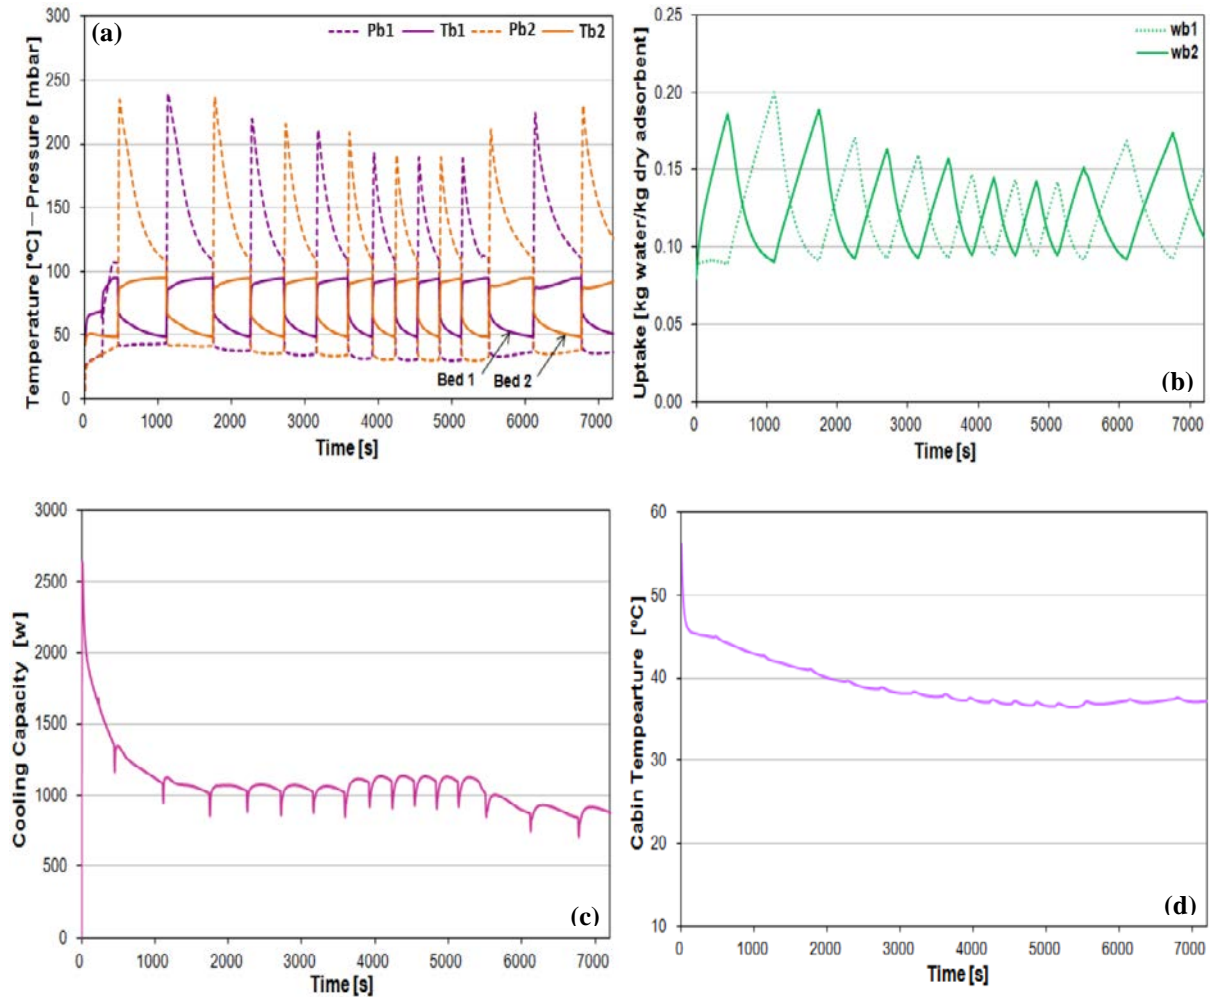 (a)
Pb1 Tb1 Pb2 Tb2
Temperature [°C] – Pressure [mbar]
300
250
200
150
100
50
0
Bed 1 Bed 2
0 1000 2000 3000 4000 5000 6000 7000
Time [s]
wb1
wb2
Uptake [kg water/kg dry adsorbent]
0.25
0.20
0.15
0.10
0.05
0.00
(b)
0 1000 2000 3000 4000 5000 6000 7000
Time [s]
Cooling Capacity [w]
3000
2500
2000
1500
1000
500
0
(c)
0 1000 2000 3000 4000 5000 6000 7000
Time [s]
Cabin Tempearture [°C]
60
50
40
30
20
10
(d)
0 1000 2000 3000 4000 5000 6000 7000
Time [s]